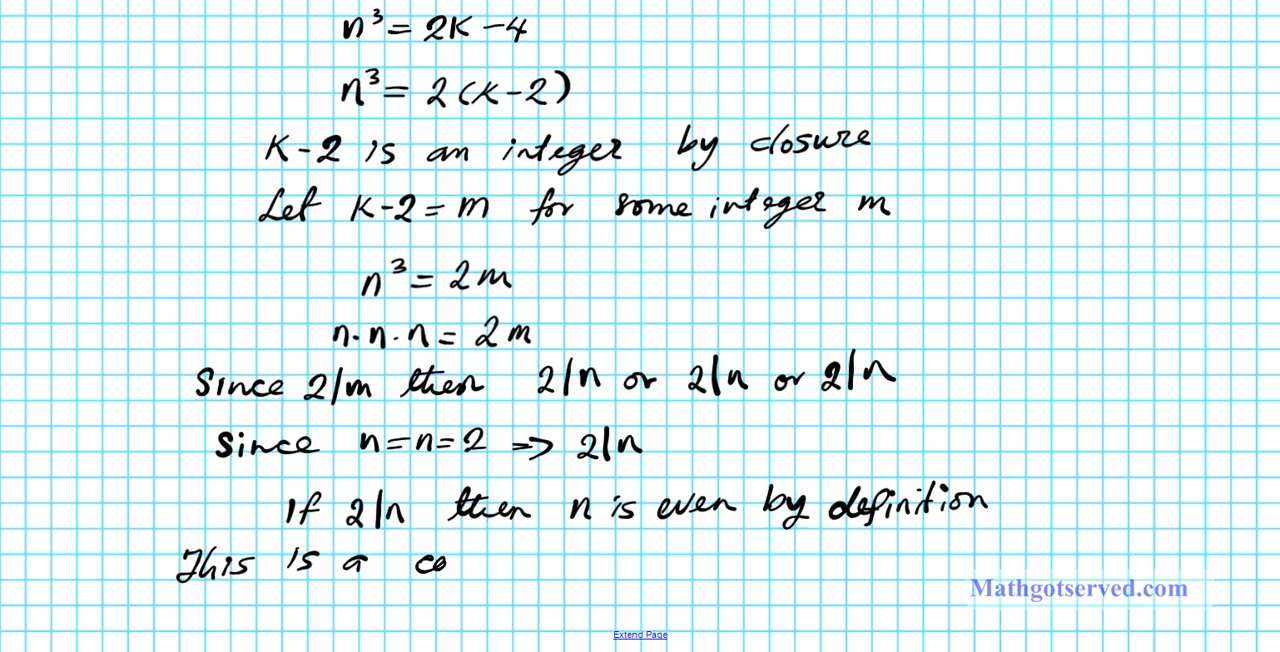 n³ = 2K - 4
n³ = 2(K - 2)
K - 2 is an integer by closure
Let K - 2 = m for some integer m
n³ = 2m
n · n · n = 2m
Since 2/m then 2/n or 2|n or 2|n
Since n = n = 2 => 2|n
If 2|n then n is even by definition
This is a co
Mathgotserved.com
Extend Page